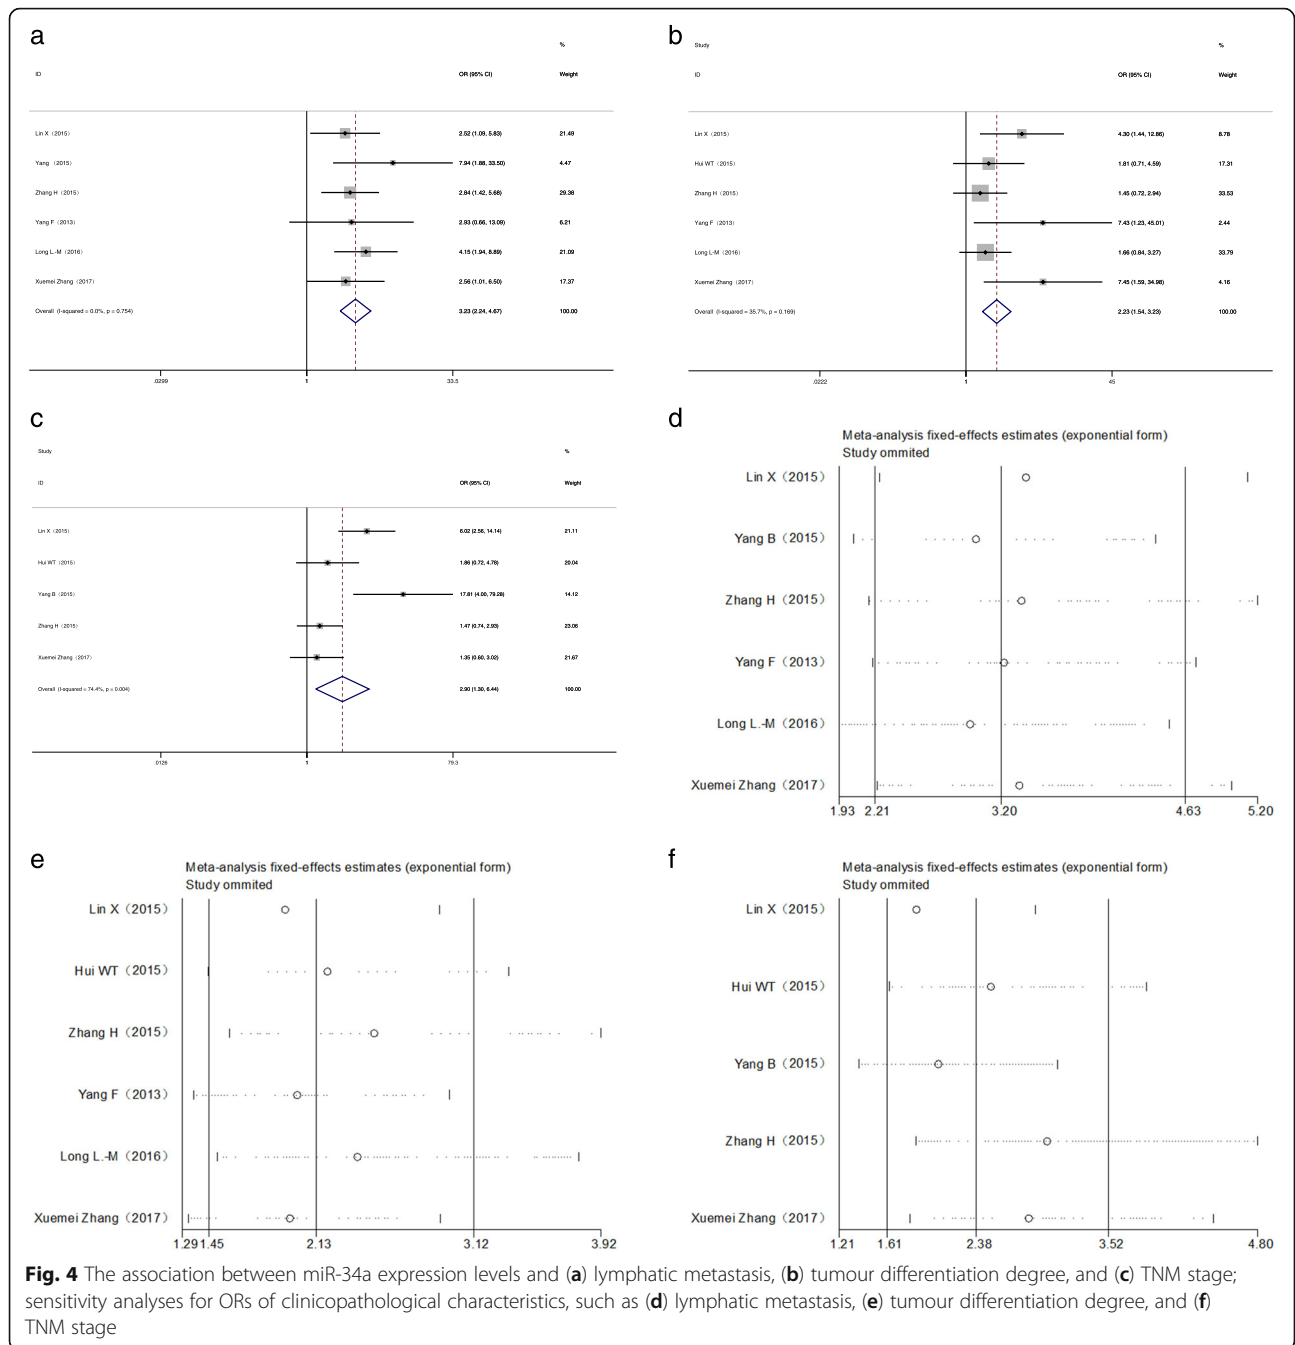 a
%
ID
OR (95% CI)
Weight
Lin X (2015)
2.52 (1.09, 5.83)
21.49
Yang (2015)
7.94 (1.88, 33.50)
4.47
Zhang H (2015)
2.84 (1.42, 5.68)
29.38
Yang F (2013)
2.93 (0.66, 13.09)
6.21
Long L.-M (2016)
4.15 (1.94, 8.89)
21.09
Xuemei Zhang (2017)
2.56 (1.01, 6.50)
17.37
Overall (I-squared = 0.0%, p = 0.754)
3.23 (2.24, 4.67)
100.00
.0299
1
33.5
b
Study
%
ID
OR (95% CI)
Weight
Lin X (2015)
4.30 (1.44, 12.86)
8.78
Hui WT (2015)
1.81 (0.71, 4.59)
17.31
Zhang H (2015)
1.45 (0.72, 2.94)
33.53
Yang F (2013)
7.43 (1.23, 45.01)
2.44
Long L-M (2016)
1.66 (0.84, 3.27)
33.79
Xuemei Zhang (2017)
7.45 (1.59, 34.98)
4.16
Overall (I-squared = 35.7%, p = 0.169)
2.23 (1.54, 3.23)
100.00
.0222
1
45
c
Study
%
ID
OR (95% CI)
Weight
Lin X (2015)
6.02 (2.56, 14.14)
21.11
Hui WT (2015)
1.86 (0.72, 4.78)
20.04
Yang B (2015)
17.81 (4.00, 79.28)
14.12
Zhang H (2015)
1.47 (0.74, 2.93)
23.06
Xuemei Zhang (2017)
1.35 (0.60, 3.02)
21.67
Overall (I-squared = 74.4%, p = 0.004)
2.90 (1.30, 6.44)
100.00
.0126
1
79.3
d
Meta-analysis fixed-effects estimates (exponential form)
Study ommited
Lin X (2015)
Yang B (2015)
Zhang H (2015)
Yang F (2013)
Long L.-M (2016)
Xuemei Zhang (2017)
1.93 2.21 3.20 4.63 5.20
e
Meta-analysis fixed-effects estimates (exponential form)
Study ommited
Lin X (2015)
Hui WT (2015)
Zhang H (2015)
Yang F (2013)
Long L.-M (2016)
Xuemei Zhang (2017)
1.29 1.45 2.13 3.12 3.92
f
Meta-analysis fixed-effects estimates (exponential form)
Study ommited
Lin X (2015)
Hui WT (2015)
Yang B (2015)
Zhang H (2015)
Xuemei Zhang (2017)
1.21 1.61 2.38 3.52 4.80
Fig. 4 The association between miR-34a expression levels and (a) lymphatic metastasis, (b) tumour differentiation degree, and (c) TNM stage;
sensitivity analyses for ORs of clinicopathological characteristics, such as (d) lymphatic metastasis, (e) tumour differentiation degree, and (f)
TNM stage